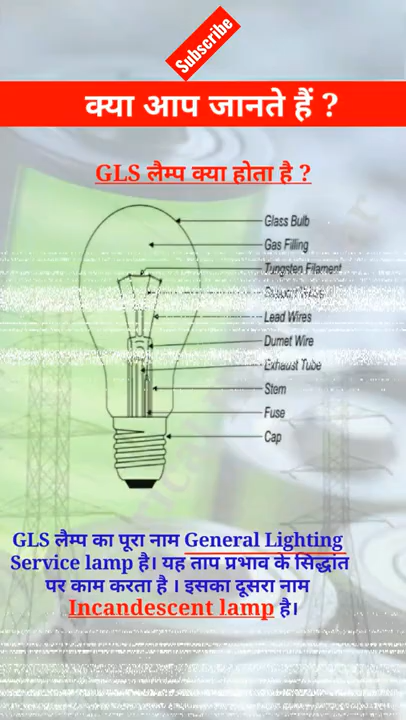 Subscribe
क्या आप जानते हैं ?
GLS लैम्प क्या होता है ?
Glass Bulb
Gas Filling
Tungsten Filament
Lead Wires
Dumet Wire
Exhaust Tube
Stem
Fuse
Cap
GLS लैम्प का पूरा नाम General Lighting
Service lamp है। यह ताप प्रभाव के सिद्धांत
पर काम करता है । इसका दूसरा नाम
Incandescent lamp है।